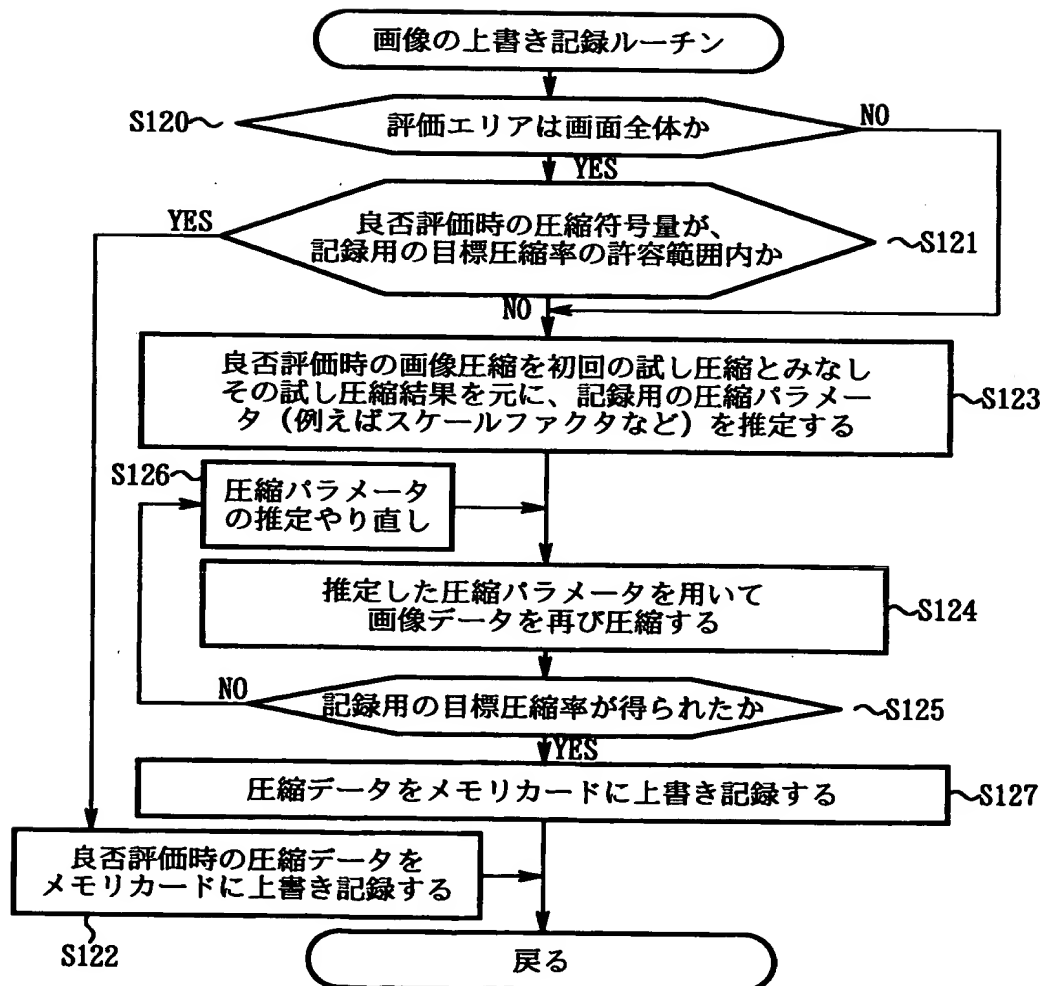 画像の上書き記録ルーチン
S120
評価エリアは画面全体か
NO
YES
YES
良否評価時の圧縮符号量が、
記録用の目標圧縮率の許容範囲内か
S121
NO
良否評価時の画像圧縮を初回の試し圧縮とみなし
その試し圧縮結果を元に、記録用の圧縮パラメー
タ（例えばスケールファクタなど）を推定する
S123
S126
圧縮パラメータ
の推定やり直し
推定した圧縮パラメータを用いて
画像データを再び圧縮する
S124
NO
記録用の目標圧縮率が得られたか
S125
YES
圧縮データをメモリカードに上書き記録する
S127
良否評価時の圧縮データを
メモリカードに上書き記録する
S122
戻る